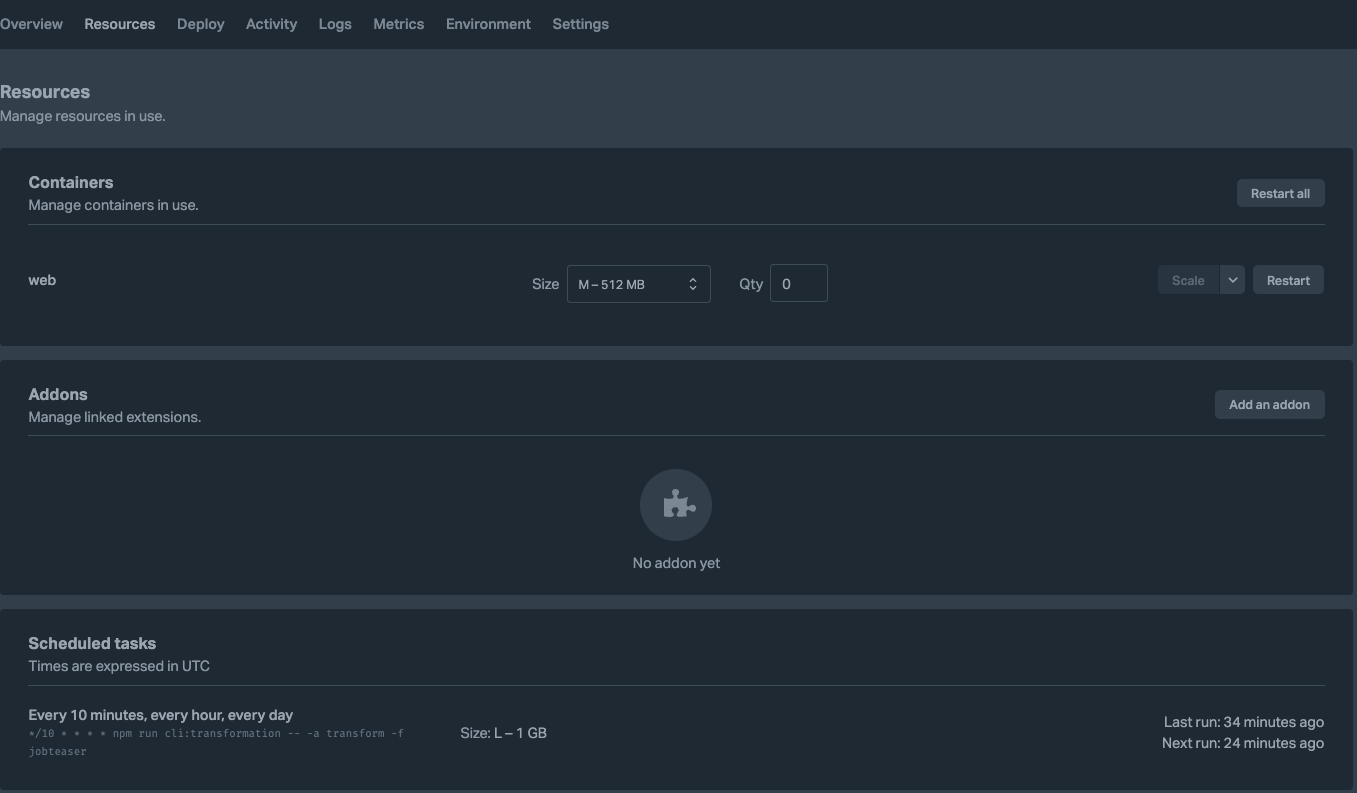 Overview Resources Deploy Activity Logs Metrics Environment Settings
Resources
Manage resources in use.
Containers
Manage containers in use.
Restart all
web
Size M – 512 MB Qty 0 Scale Restart
Addons
Manage linked extensions.
Add an addon
No addon yet
Scheduled tasks
Times are expressed in UTC
Every 10 minutes, every hour, every day
*/10 * * * * npm run cli:transformation -- -a transform -f
jobteaser
Size: L – 1 GB
Last run: 34 minutes ago
Next run: 24 minutes ago